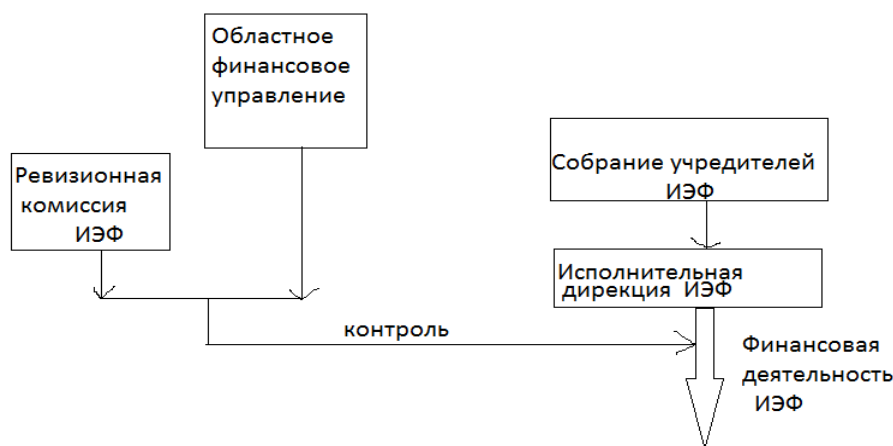 Областное
финансовое
управление
Ревизионная
комиссия
ИЭФ
Собрание учредителей
ИЭФ
Исполнительная
дирекция ИЭФ
контроль
Финансовая
деятельность
ИЭФ